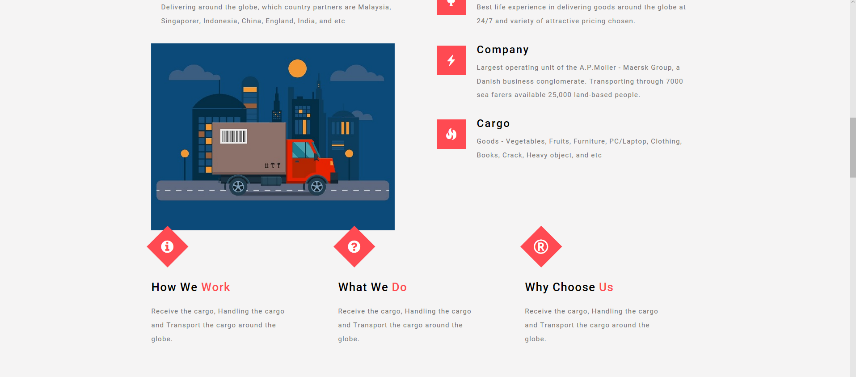 Delivering around the globe, which country partners are Malaysia,
Singaporer, Indonesia, China, England, India, and etc.
Best life experience in delivering goods around the globe at
24/7 and variety of attractive pricing chosen.
Company
Largest operating unit of the A.P.Moller - Maersk Group, a
Danish business conglomerate. Transporting through 7000
sea farers available 25,000 land-based people.
Cargo
Goods - Vegetables, Fruits, Furniture, PC/Laptop, Clothing,
Books, Crack, Heavy object, and etc
How We Work
Receive the cargo, Handling the cargo
and Transport the cargo around the
globe.
What We Do
Receive the cargo, Handling the cargo
and Transport the cargo around the
globe.
Why Choose Us
Receive the cargo, Handling the cargo
and Transport the cargo around the
globe.